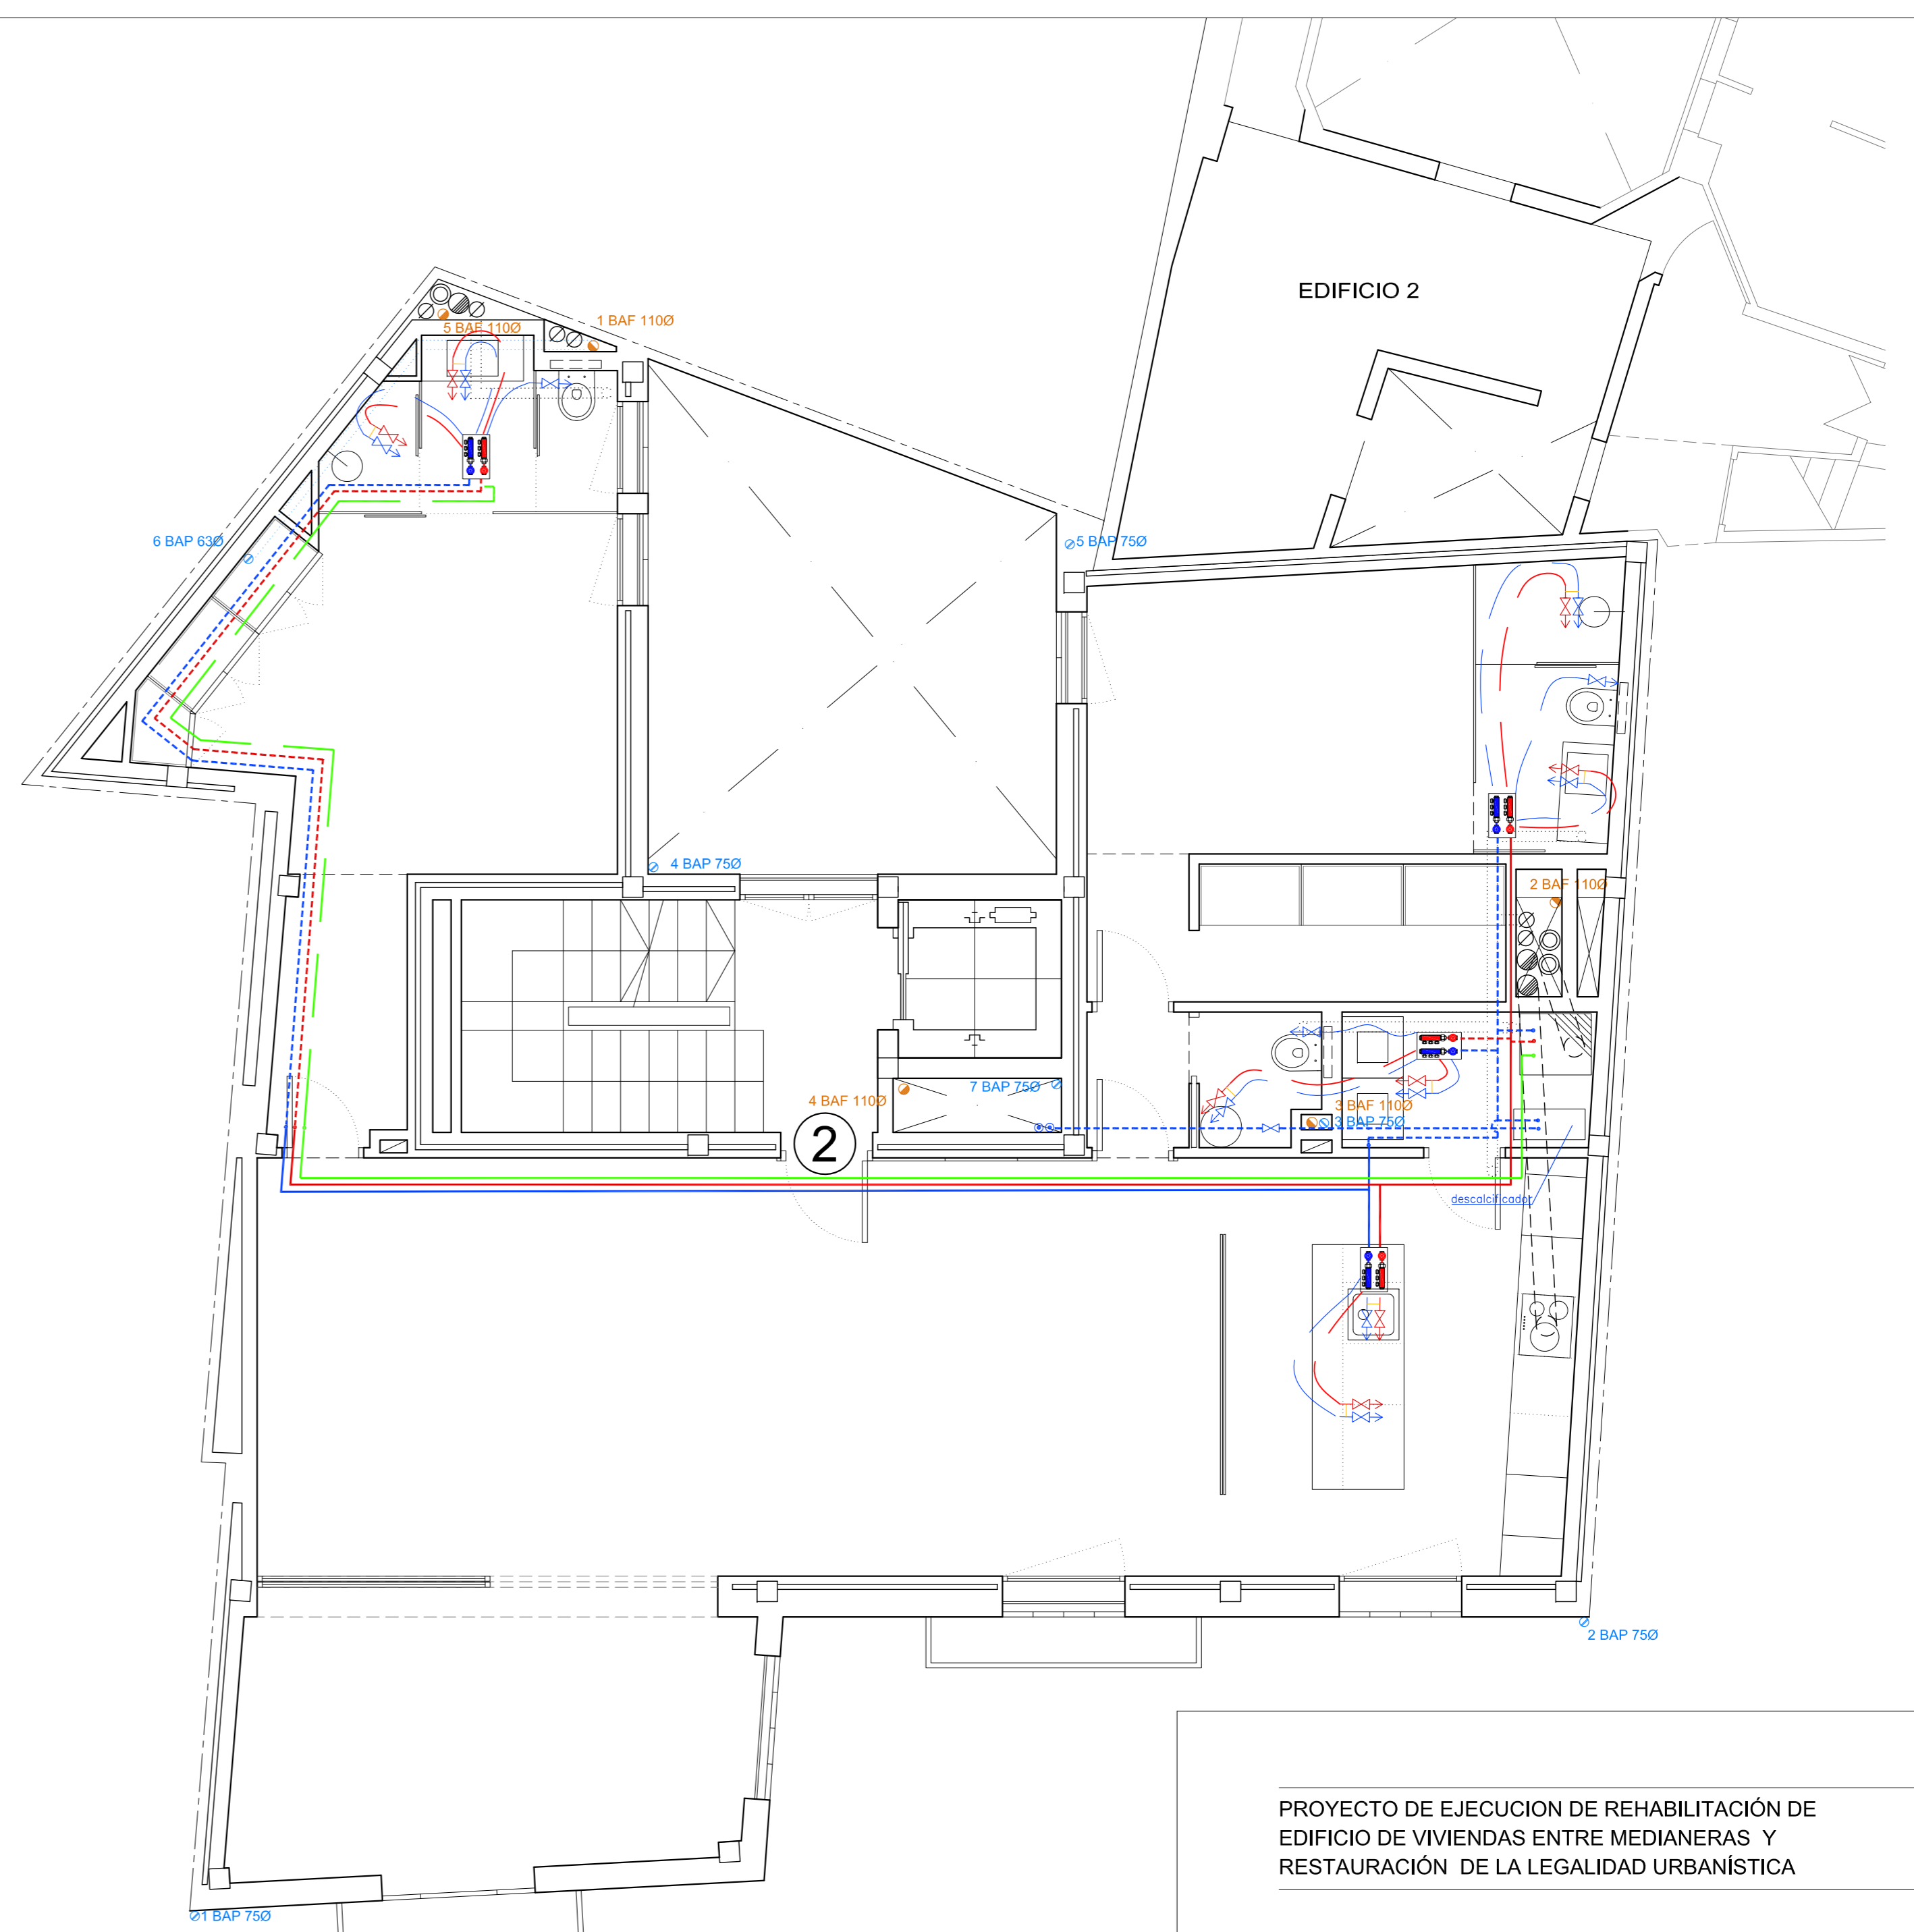 EDIFICIO 2
1 BAF 110Ø
5 BAF 110Ø
6 BAP 63Ø
5 BAP 75Ø
4 BAP 75Ø
2 BAF 110Ø
7 BAP 75Ø
4 BAF 110Ø
3 BAF 110Ø
3 BAP 75Ø
2
descalcificador
2 BAP 75Ø
PROYECTO DE EJECUCION DE REHABILITACIÓN DE
EDIFICIO DE VIVIENDAS ENTRE MEDIANERAS Y
RESTAURACIÓN DE LA LEGALIDAD URBANÍSTICA
1 BAP 75Ø